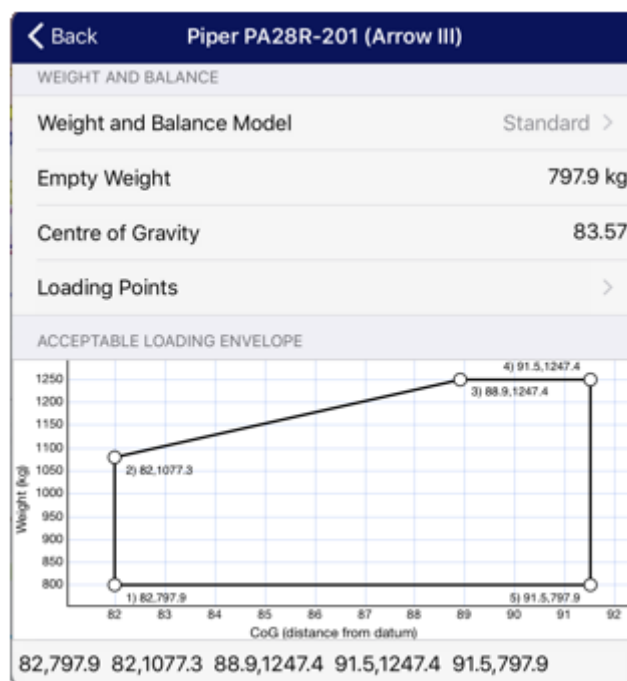 Back Piper PA28R-201 (Arrow III)
WEIGHT AND BALANCE
Weight and Balance Model Standard
Empty Weight 797.9 kg
Centre of Gravity 83.57
Loading Points
ACCEPTABLE LOADING ENVELOPE
4) 91.5,1247.4
1250
3) 88.9,1247.4
1200
1150
1100
2) 82,1077.3
1050
1000
950
900
850
800
1) 82,797.9 5) 91.5,797.9
Weight (kg)
82 83 84 85 86 87 88 89 90 91 92
CoG (distance from datum)
82,797.9 82,1077.3 88.9,1247.4 91.5,1247.4 91.5,797.9